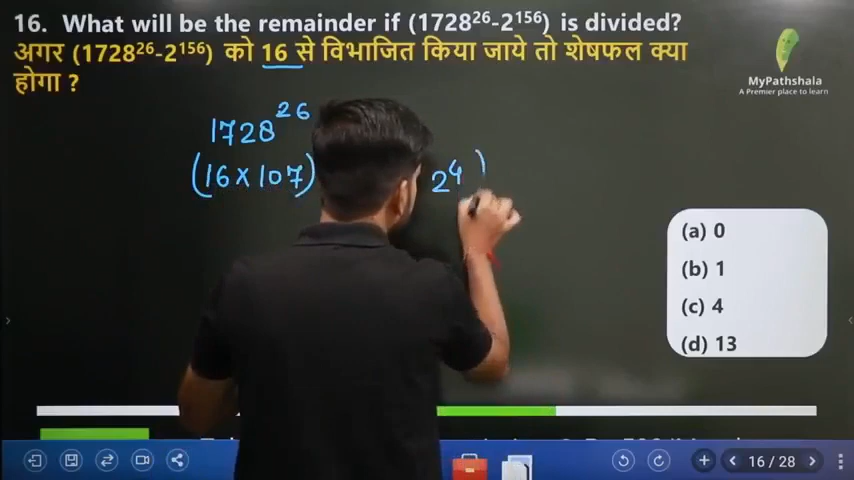 16. What will be the remainder if (1728²⁶-2¹⁵⁶) is divided?
अगर (1728²⁶-2¹⁵⁶) को 16 से विभाजित किया जाये तो शेषफल क्या
होगा ?
MyPathshala
A Premier place to learn
1728²⁶
(16×107)
2⁴ )
(a) 0
(b) 1
(c) 4
(d) 13
16 / 28